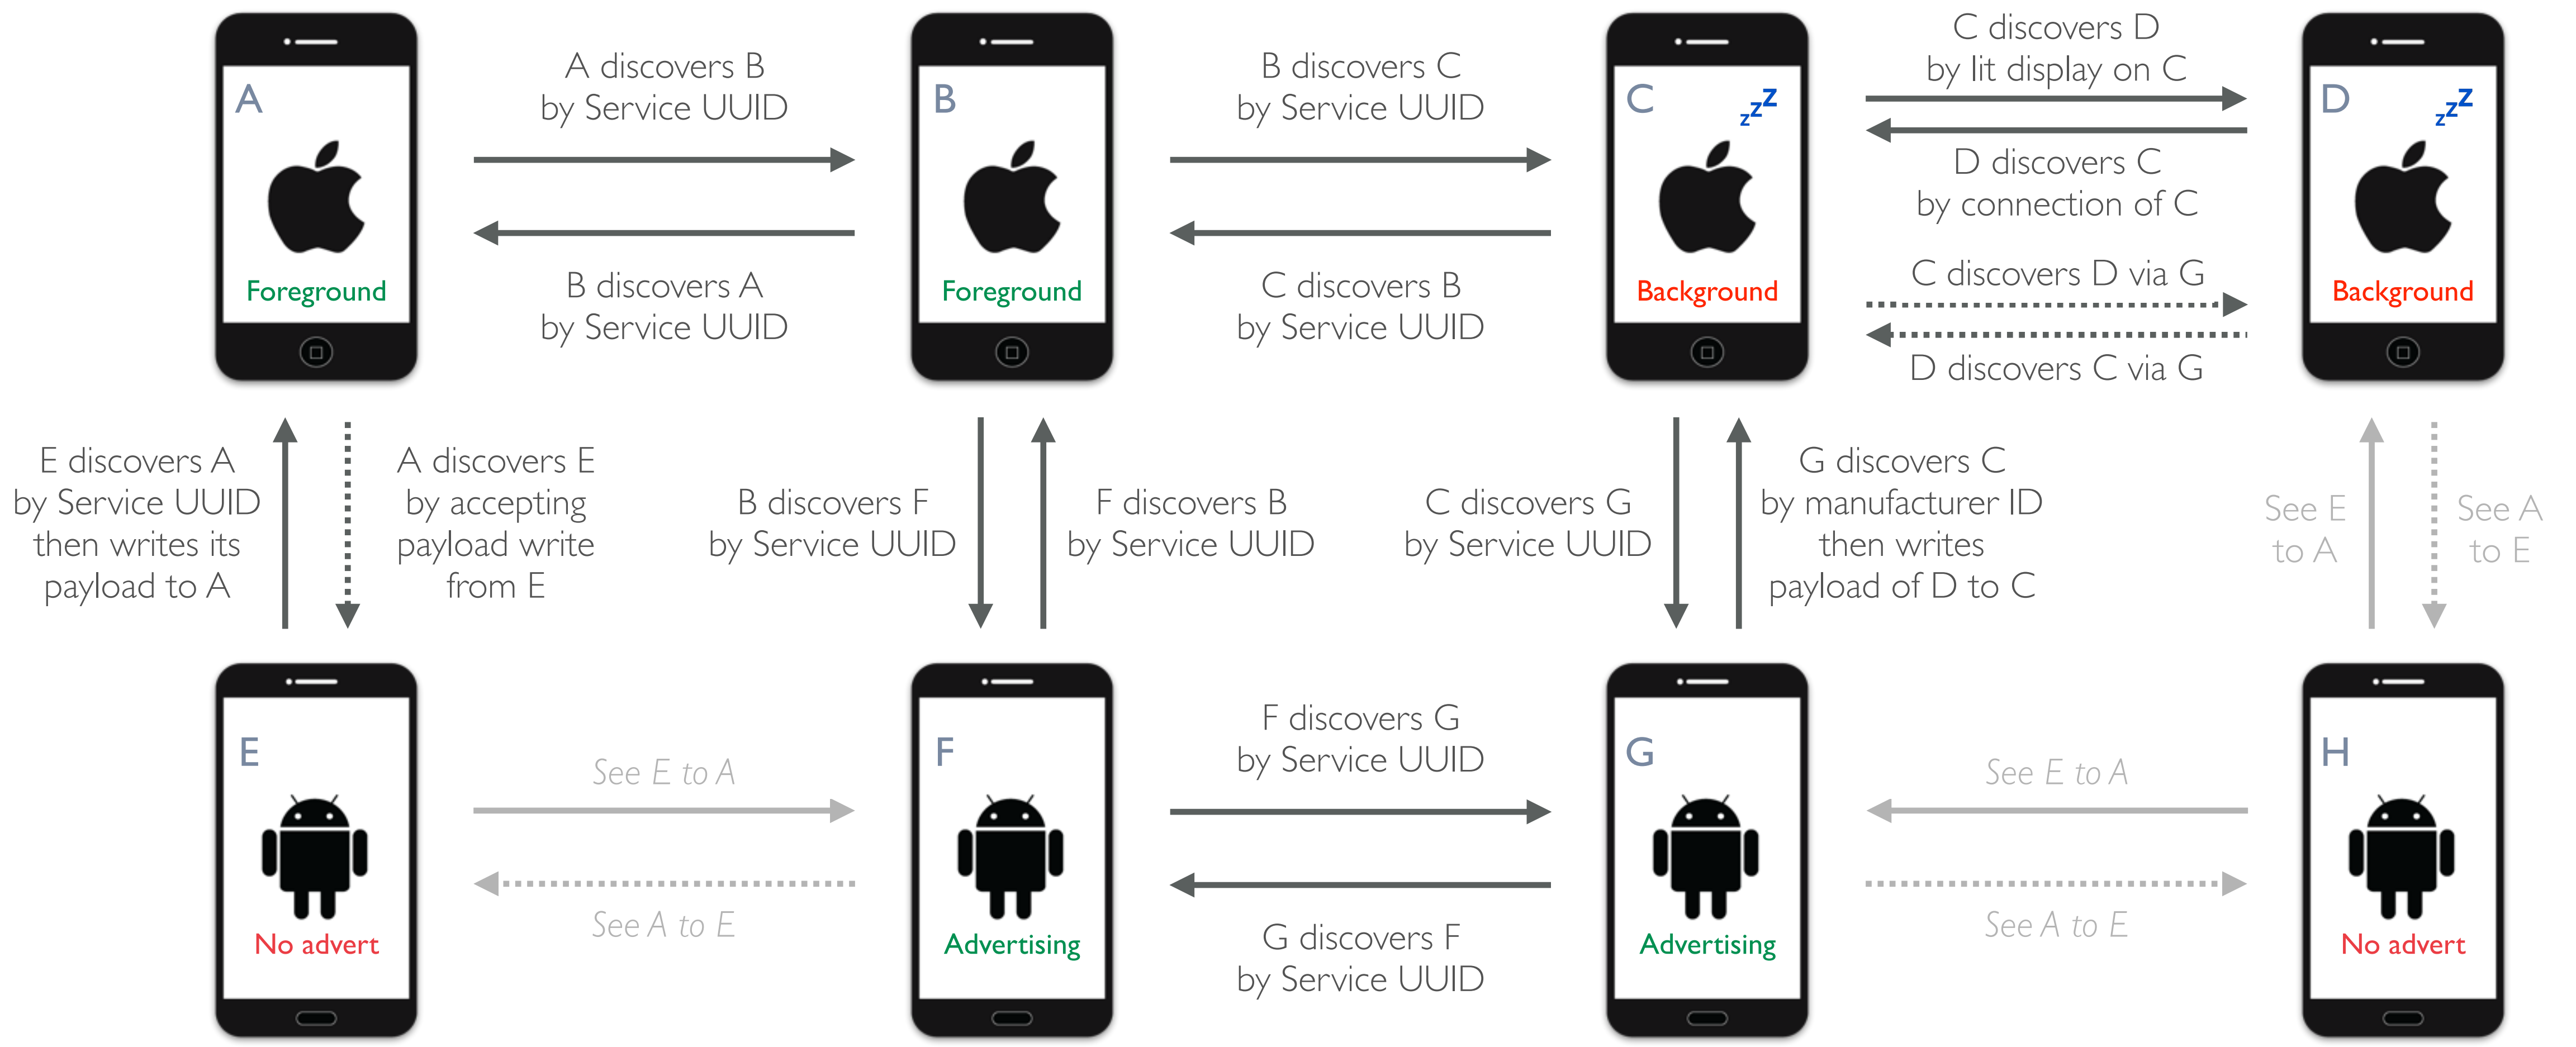 A
Foreground
A discovers B
by Service UUID
B discovers A
by Service UUID
B
Foreground
B discovers C
by Service UUID
C discovers B
by Service UUID
C
zzZ
Background
C discovers D
by lit display on C
D discovers C
by connection of C
C discovers D via G
D discovers C via G
D
zzZ
Background
E discovers A
by Service UUID
then writes its
payload to A
A discovers E
by accepting
payload write
from E
B discovers F
by Service UUID
F discovers B
by Service UUID
C discovers G
by Service UUID
G discovers C
by manufacturer ID
then writes
payload of D to C
See E
to A
See A
to E
E
No advert
See E to A
See A to E
F
Advertising
F discovers G
by Service UUID
G discovers F
by Service UUID
G
Advertising
See E to A
See A to E
H
No advert